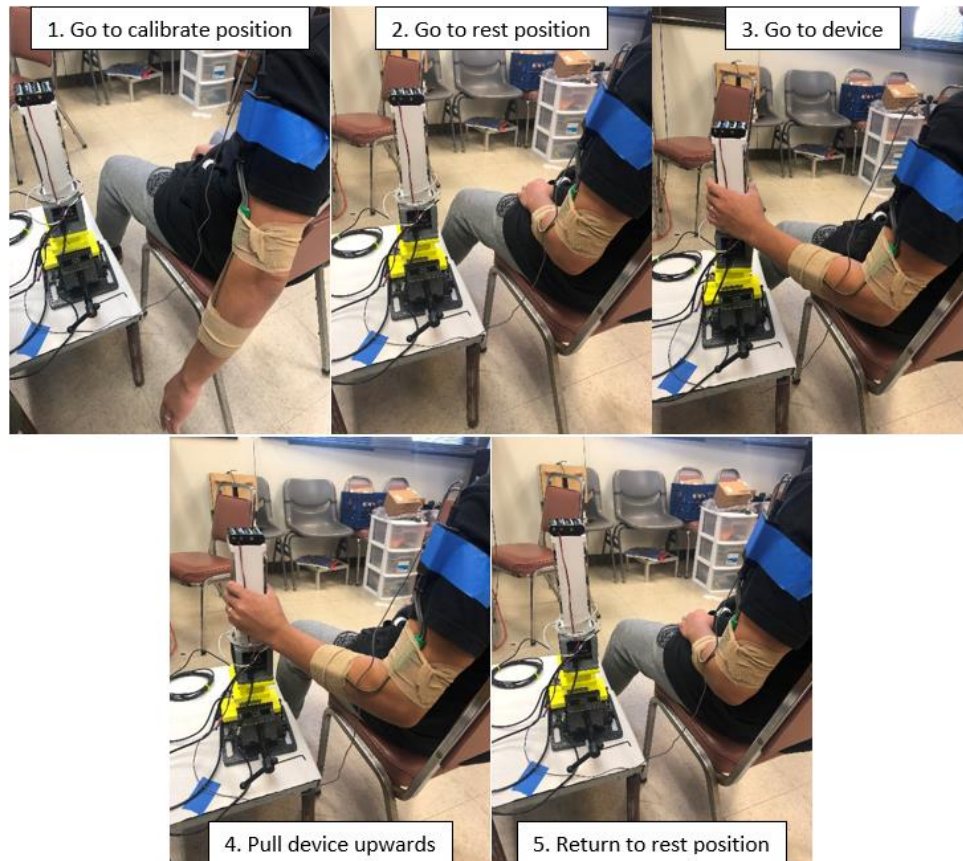 1. Go to calibrate position
2. Go to rest position
3. Go to device
4. Pull device upwards
5. Return to rest position